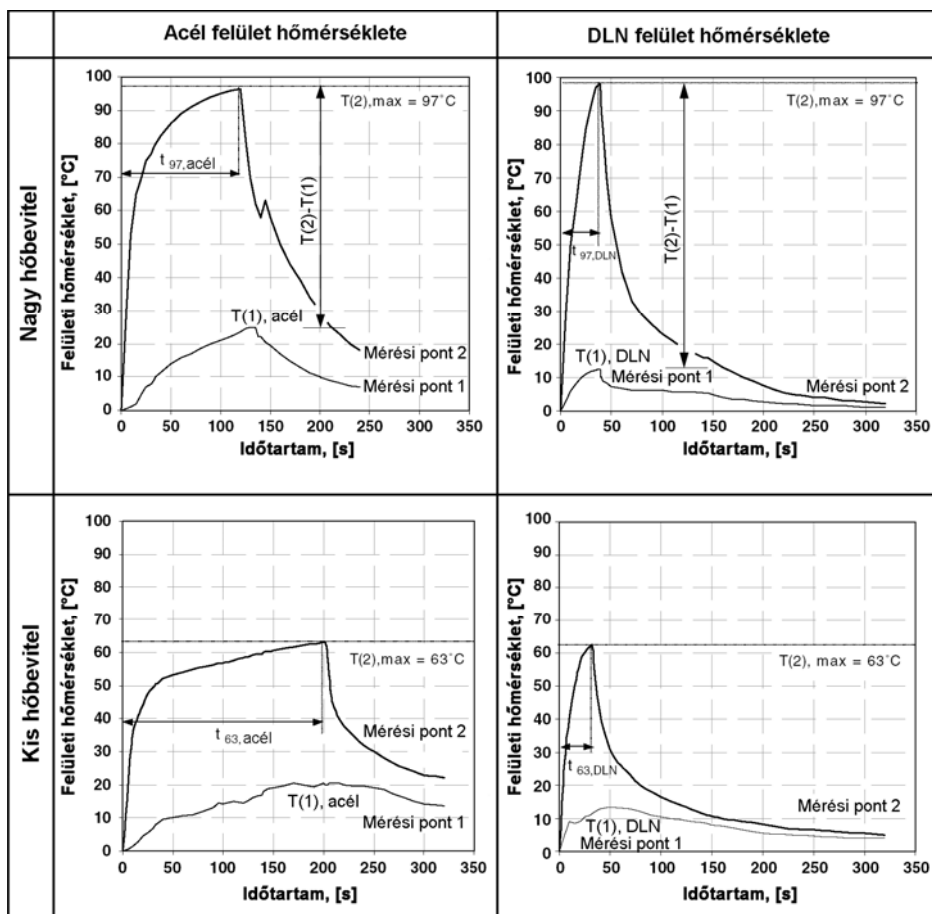 Acél felület hőmérséklete
DLN felület hőmérséklete
Nagy hőbevitel
Felületi hőmérséklet, [°C]
100
90
80
70
60
50
40
30
20
10
0
T(2),max = 97°C
t 97,acél
T(2)-T(1)
T(1), acél
Mérési pont 2
Mérési pont 1
0 50 100 150 200 250 300 350
Időtartam, [s]
Felületi hőmérséklet, [°C]
100
90
80
70
60
50
40
30
20
10
0
T(2),max = 97°C
t 97,DLN
T(2)-T(1)
T(1), DLN
Mérési pont 1
Mérési pont 2
0 50 100 150 200 250 300 350
Időtartam, [s]
Kis hőbevitel
Felületi hőmérséklet, [°C]
100
90
80
70
60
50
40
30
20
10
0
T(2),max = 63°C
t 63,acél
Mérési pont 2
T(1), acél
Mérési pont 1
0 50 100 150 200 250 300 350
Időtartam, [s]
Felületi hőmérséklet, [°C]
100
90
80
70
60
50
40
30
20
10
0
T(2), max = 63°C
t 63,DLN
Mérési pont 2
T(1), DLN
Mérési pont 1
0 50 100 150 200 250 300 350
Időtartam, [s]